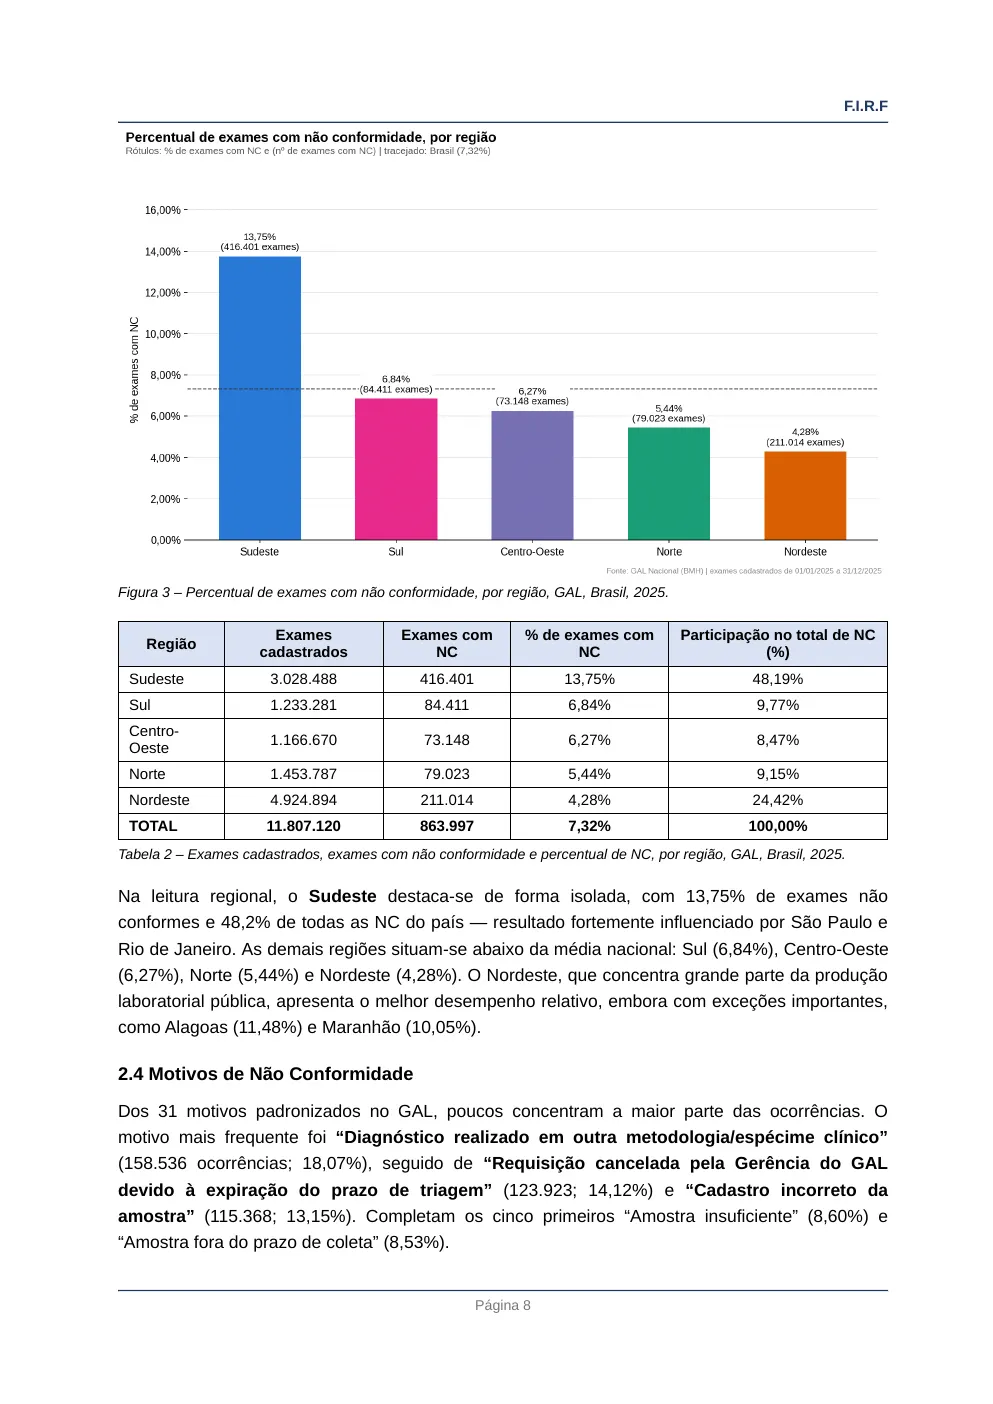 F.I.R.F
Percentual de exames com não conformidade, por região
Rótulos: % de exames com NC e (nº de exames com NC) | tracejado: Brasil (7,32%)
% de exames com NC
16,00%
14,00%
12,00%
10,00%
8,00%
6,00%
4,00%
2,00%
0,00%
13,75%
(416.401 exames)
6,84%
(84.411 exames)
6,27%
(73.148 exames)
5,44%
(79.023 exames)
4,28%
(211.014 exames)
Sudeste Sul Centro-Oeste Norte Nordeste
Fonte: GAL Nacional (BMH) | exames cadastrados de 01/01/2025 a 31/12/2025
Figura 3 – Percentual de exames com não conformidade, por região, GAL, Brasil, 2025.
Região Exames cadastrados Exames com NC % de exames com NC Participação no total de NC (%)
Sudeste 3.028.488 416.401 13,75% 48,19%
Sul 1.233.281 84.411 6,84% 9,77%
Centro-Oeste 1.166.670 73.148 6,27% 8,47%
Norte 1.453.787 79.023 5,44% 9,15%
Nordeste 4.924.894 211.014 4,28% 24,42%
TOTAL 11.807.120 863.997 7,32% 100,00%
Tabela 2 – Exames cadastrados, exames com não conformidade e percentual de NC, por região, GAL, Brasil, 2025.
Na leitura regional, o Sudeste destaca-se de forma isolada, com 13,75% de exames não
conformes e 48,2% de todas as NC do país — resultado fortemente influenciado por São Paulo e
Rio de Janeiro. As demais regiões situam-se abaixo da média nacional: Sul (6,84%), Centro-Oeste
(6,27%), Norte (5,44%) e Nordeste (4,28%). O Nordeste, que concentra grande parte da produção
laboratorial pública, apresenta o melhor desempenho relativo, embora com exceções importantes,
como Alagoas (11,48%) e Maranhão (10,05%).
2.4 Motivos de Não Conformidade
Dos 31 motivos padronizados no GAL, poucos concentram a maior parte das ocorrências. O
motivo mais frequente foi “Diagnóstico realizado em outra metodologia/espécime clínico”
(158.536 ocorrências; 18,07%), seguido de “Requisição cancelada pela Gerência do GAL
devido à expiração do prazo de triagem” (123.923; 14,12%) e “Cadastro incorreto da
amostra” (115.368; 13,15%). Completam os cinco primeiros “Amostra insuficiente” (8,60%) e
“Amostra fora do prazo de coleta” (8,53%).
Página 8